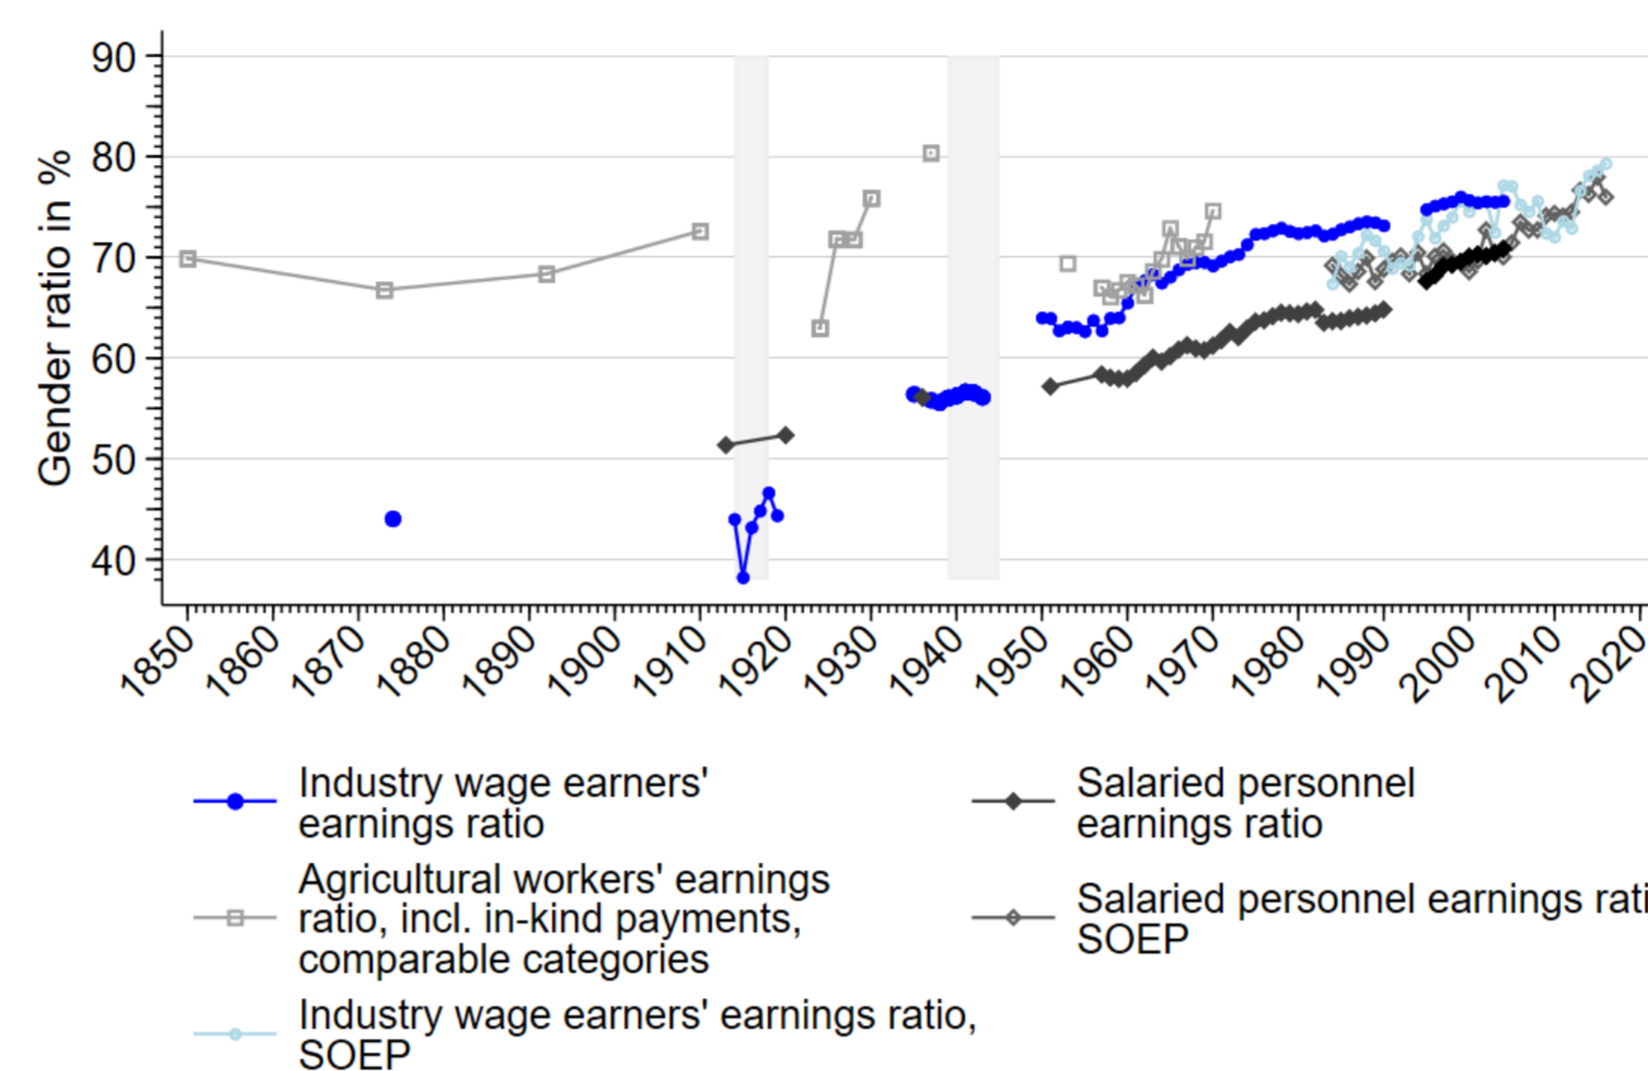 90
80
70
60
50
40
Gender ratio in %
1850
1860
1870
1880
1890
1900
1910
1920
1930
1940
1950
1960
1970
1980
1990
2000
2010
2020
Industry wage earners'
earnings ratio
Agricultural workers' earnings
ratio, incl. in-kind payments,
comparable categories
Industry wage earners' earnings ratio,
SOEP
Salaried personnel
earnings ratio
Salaried personnel earnings rati
SOEP